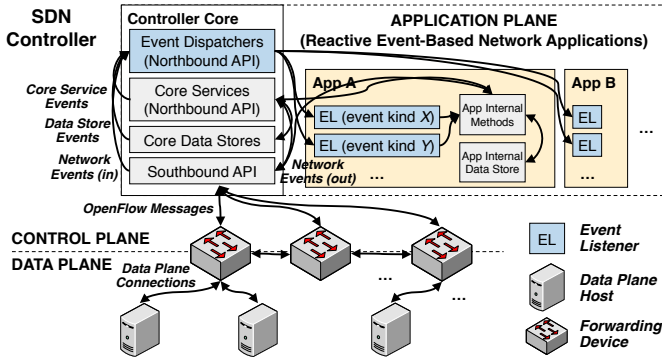 SDN
Controller
Controller Core
Event Dispatchers
(Northbound API)
Core Services
(Northbound API)
Core Data Stores
Southbound API
Core Service
Events
Data Store
Events
Network
Events (in)
Network
Events (out)
APPLICATION PLANE
(Reactive Event-Based Network Applications)
App A
EL (event kind X)
EL (event kind Y)
...
App Internal
Methods
App Internal
Data Store
App B
EL
EL
...
...
OpenFlow Messages
CONTROL PLANE
DATA PLANE
Data Plane
Connections
...
...
EL
Event
Listener
Data Plane
Host
Forwarding
Device